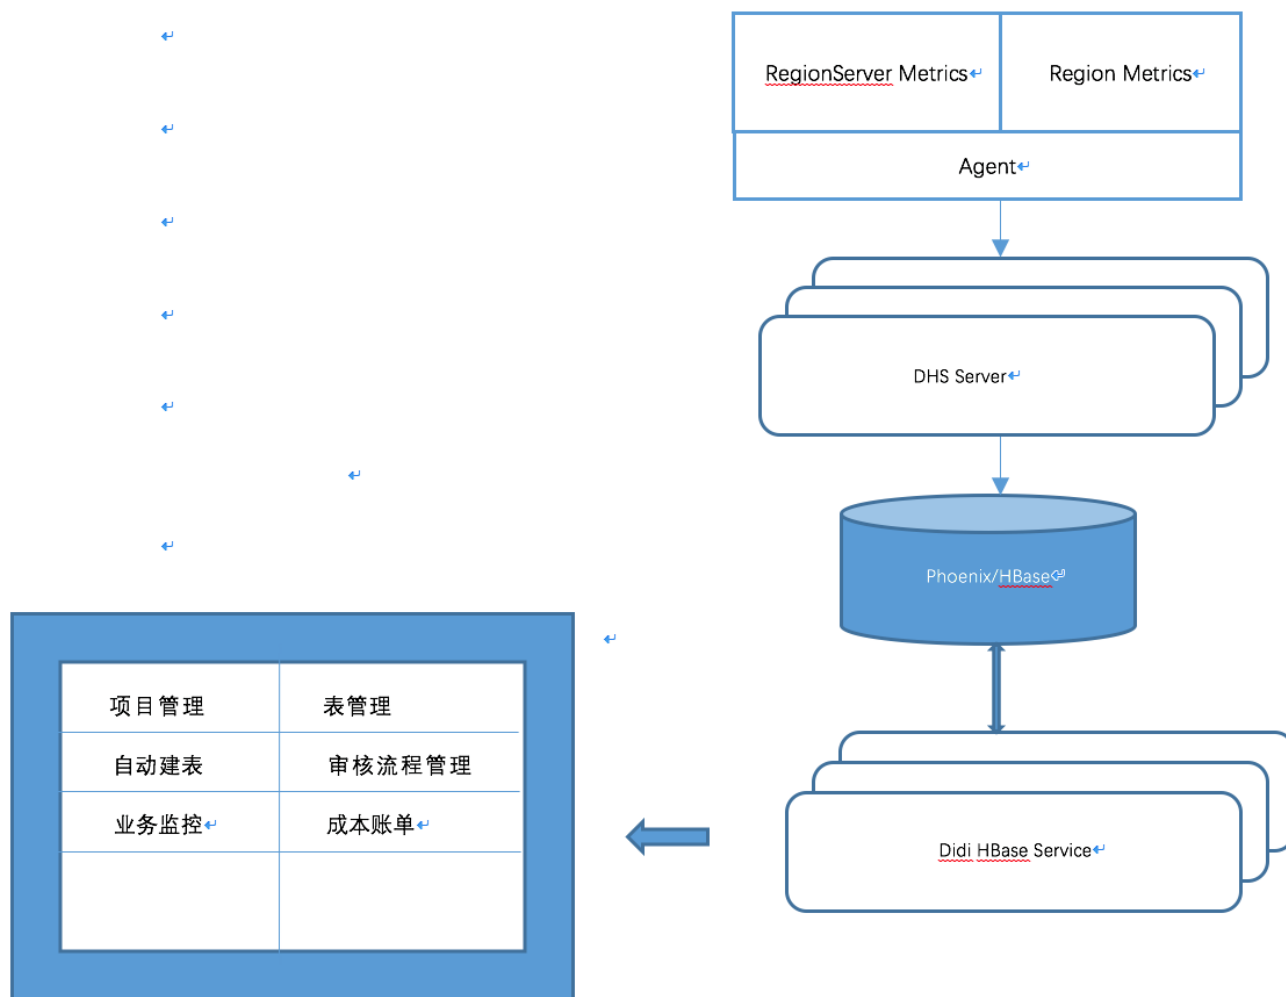 RegionServer Metrics
Region Metrics
Agent
DHS Server
Phoenix/HBase
项目管理
表管理
自动建表
审核流程管理
业务监控
成本账单
Didi HBase Service